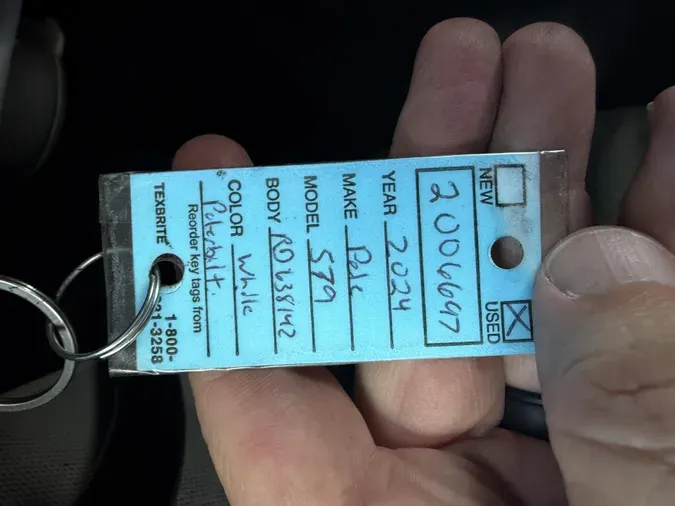 NEW USED
2006697
YEAR 2024
MAKE Pete
MODEL 579
BODY RD638142
COLOR White
Peterbilt
Reorder key tags from
TEXBRITE 1-800-
-3258